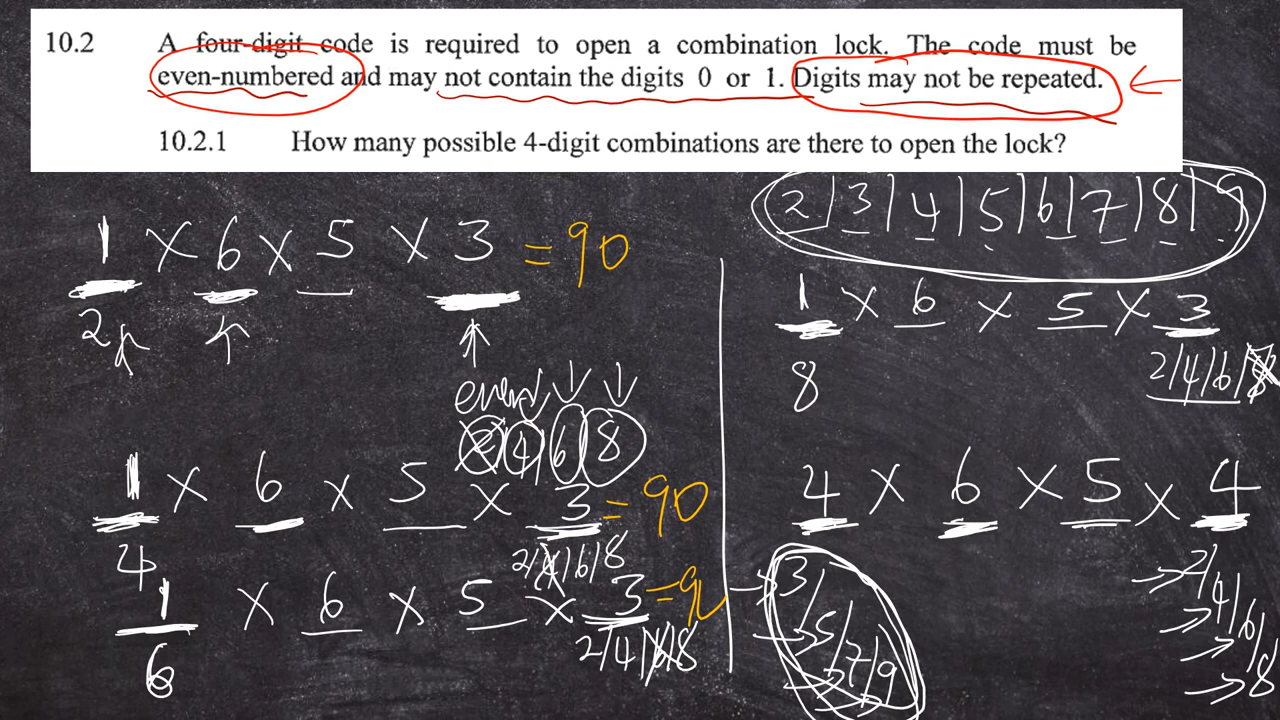 10.2 A four-digit code is required to open a combination lock. The code must be
even-numbered and may not contain the digits 0 or 1. Digits may not be repeated.
10.2.1 How many possible 4-digit combinations are there to open the lock?
2/3/4/5/6/7/8/9
1 × 6 × 5 × 3 = 90
2
even
2 4 6 8
1 × 6 × 5 × 3 = 90
4
2/4/6/8
1 × 6 × 5 × 3 = 9
6
2/4/6/8
1 × 6 × 5 × 3
8
2/4/6/8
4 × 6 × 5 × 4
3/5/7/9
2/4/6/8